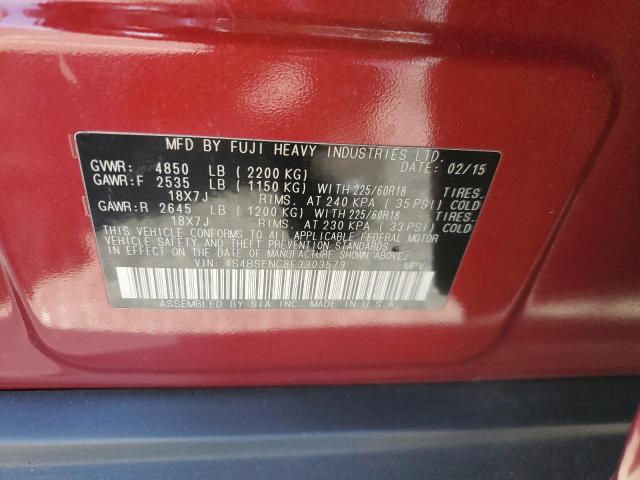 MFD BY FUJI HEAVY INDUSTRIES LTD.
GVWR: 4850 LB (2200 KG) DATE: 02/15
GAWR:F 2535 LB (1150 KG) WITH 225/60R18 TIRES.
18X7J RIMS. AT 240 KPA (35 PSI) COLD
GAWR:R 2645 LB (1200 KG) WITH 225/60R18 TIRES.
18X7J RIMS. AT 230 KPA (33 PSI) COLD
THIS VEHICLE CONFORMS TO ALL APPLICABLE FEDERAL MOTOR
VEHICLE SAFETY AND THEFT PREVENTION STANDARDS
IN EFFECT ON THE DATE OF MANUFACTURE SHOWN ABOVE.
VIN: 4S4BSENC8F3303579 MPV
ASSEMBLED BY SIA INC. MADE IN U.S.A